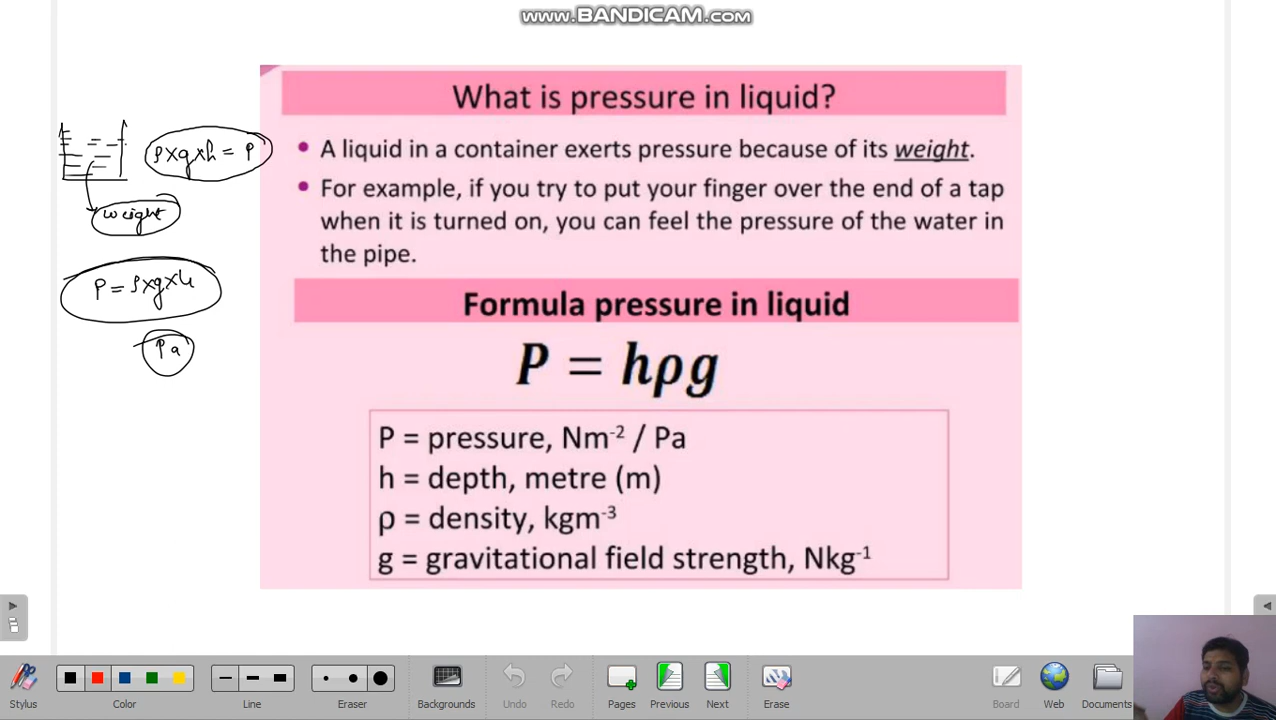 www.BANDICAM.com
What is pressure in liquid?
ρ×g×h = P
• A liquid in a container exerts pressure because of its weight.
• For example, if you try to put your finger over the end of a tap
when it is turned on, you can feel the pressure of the water in
the pipe.
weight
P = ρ×g×h
Pa
Formula pressure in liquid
P = hρg
P = pressure, Nm⁻² / Pa
h = depth, metre (m)
ρ = density, kgm⁻³
g = gravitational field strength, Nkg⁻¹
Stylus
Color
Line
Eraser
Backgrounds
Undo
Redo
Pages
Previous
Next
Erase
Board
Web
Documents